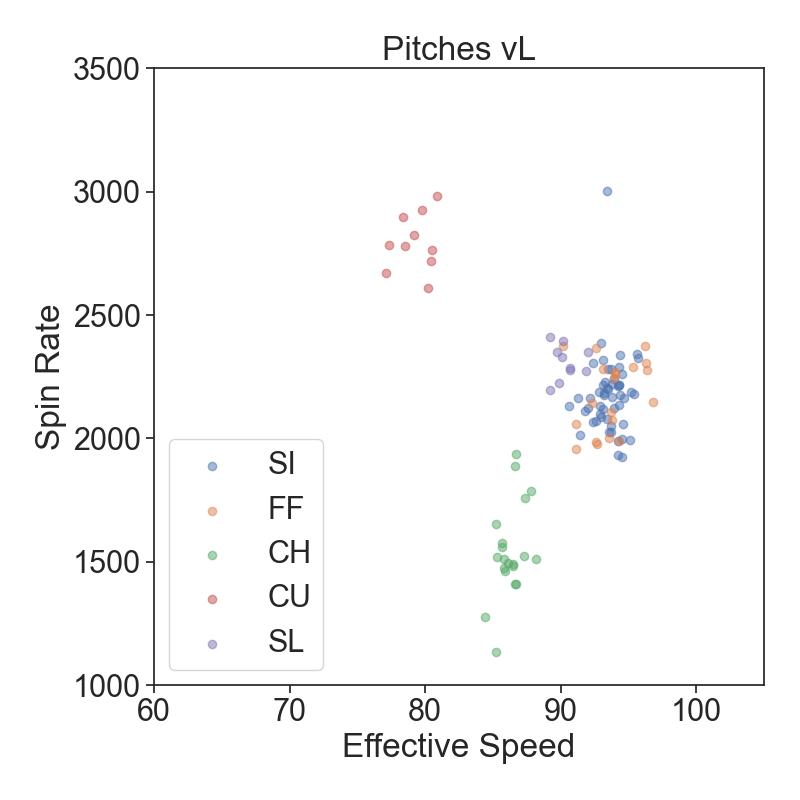 Pitches vL
3500
3000
2500
2000
1500
1000
Spin Rate
SI
FF
CH
CU
SL
60 70 80 90 100
Effective Speed